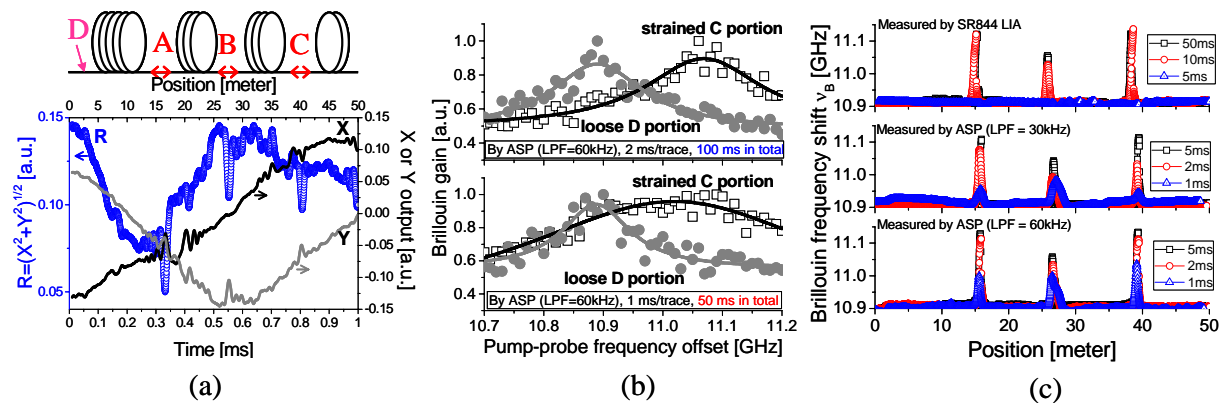 D
A B C
Position [meter]
0 5 10 15 20 25 30 35 40 45 50
0.15
0.10
0.05
R=(X²+Y²)^1/2 [a.u.]
R
X
Y
0.15
0.10
0.05
0.00
-0.05
-0.10
-0.15
X or Y output [a.u.]
0 0.1 0.2 0.3 0.4 0.5 0.6 0.7 0.8 0.9 1
Time [ms]
(a)
Brillouin gain [a.u.]
1.0
0.8
0.6
0.4
strained C portion
loose D portion
By ASP (LPF=60kHz), 2 ms/trace, 100 ms in total
1.0
0.8
0.6
0.4
strained C portion
loose D portion
By ASP (LPF=60kHz), 1 ms/trace, 50 ms in total
10.7 10.8 10.9 11.0 11.1 11.2
Pump-probe frequency offset [GHz]
(b)
Brillouin frequency shift νB [GHz]
Measured by SR844 LIA
11.1
11.0
10.9
50ms
10ms
5ms
Measured by ASP (LPF = 30kHz)
11.1
11.0
10.9
5ms
2ms
1ms
Measured by ASP (LPF = 60kHz)
11.1
11.0
10.9
5ms
2ms
1ms
0 10 20 30 40 50
Position [meter]
(c)